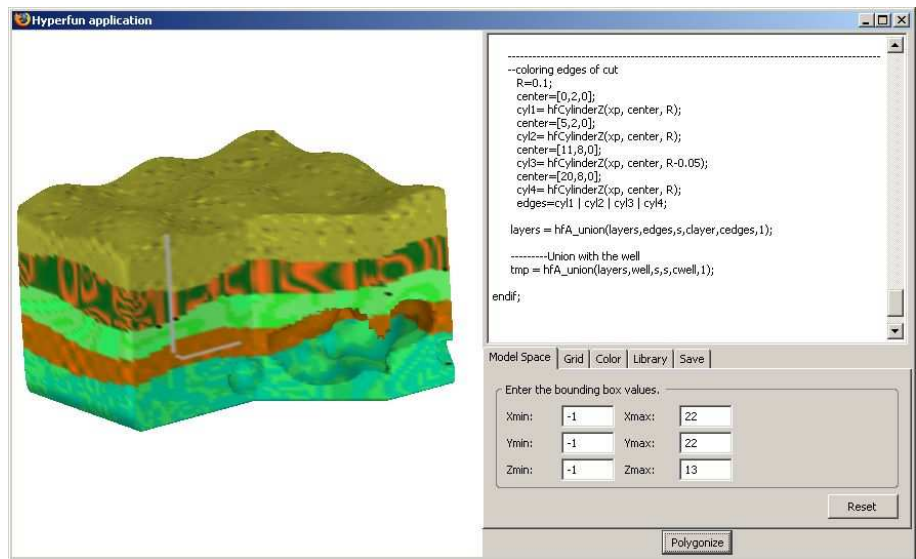 Hyperfun application
--coloring edges of cut
R=0.1;
center=[0,2,0];
cyl1= hfCylinderZ(xp, center, R);
center=[5,2,0];
cyl2= hfCylinderZ(xp, center, R);
center=[11,8,0];
cyl3= hfCylinderZ(xp, center, R-0.05);
center=[20,8,0];
cyl4= hfCylinderZ(xp, center, R);
edges=cyl1 | cyl2 | cyl3 | cyl4;
layers = hfA_union(layers,edges,s,clayer,cedges,1);
---------Union with the well
tmp = hfA_union(layers,well,s,s,cwell,1);
endif;
Model Space Grid Color Library Save
Enter the bounding box values.
Xmin: -1 Xmax: 22
Ymin: -1 Ymax: 22
Zmin: -1 Zmax: 13
Reset
Polygonize